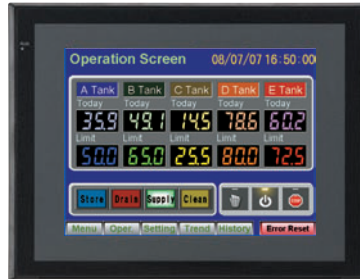 Operation Screen 08/07/07 16:50:00
A Tank B Tank C Tank D Tank E Tank
Today Today Today Today Today
35.9 49.1 14.5 78.6 60.2
Limit Limit Limit Limit Limit
50.0 65.0 25.5 80.0 72.5
Store Drain Supply Clean
STOP
Menu Oper. Setting Trend History Error Reset